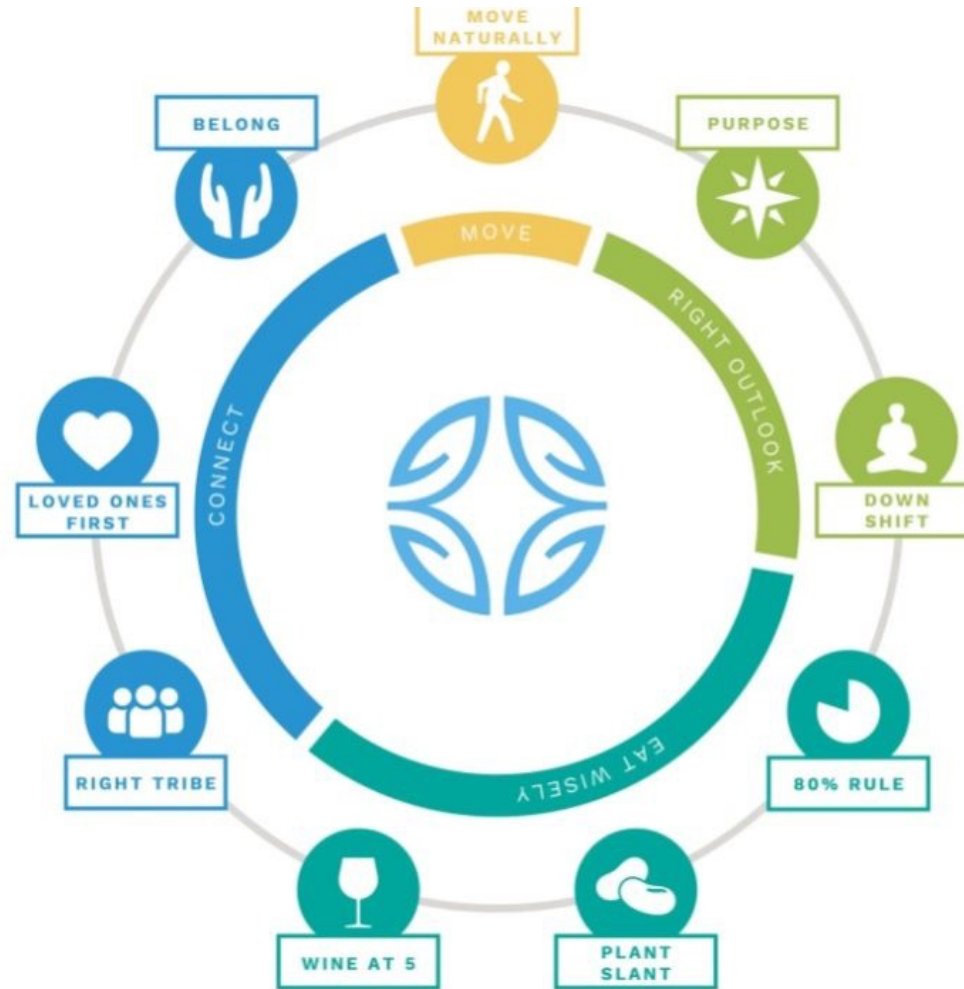 MOVE
NATURALLY
BELONG
PURPOSE
MOVE
RIGHT OUTLOOK
CONNECT
EAT WISELY
LOVED ONES
FIRST
DOWN
SHIFT
RIGHT TRIBE
80% RULE
WINE AT 5
PLANT
SLANT